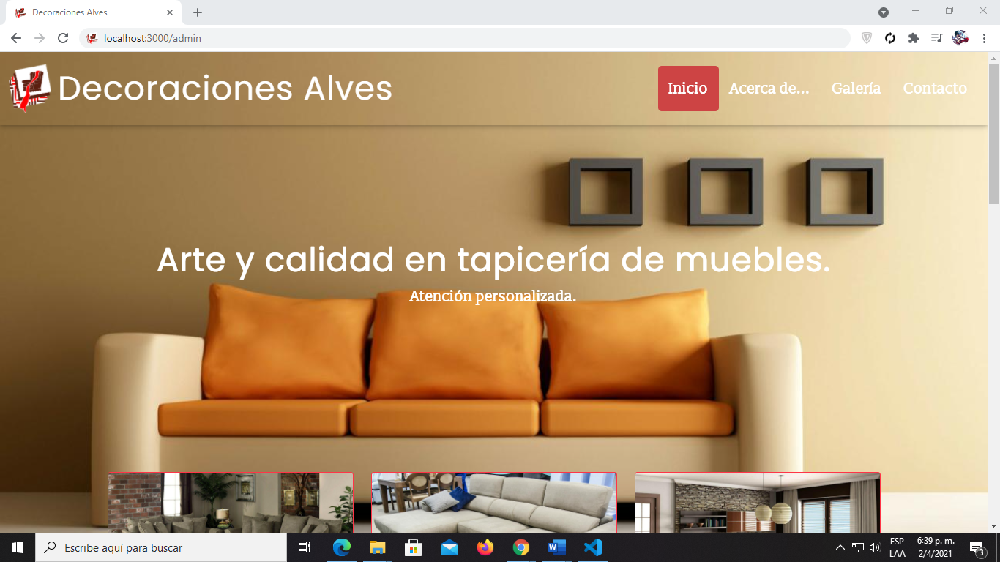 Decoraciones Alves
localhost:3000/admin
Decoraciones Alves
Inicio
Acerca de...
Galería
Contacto
Arte y calidad en tapicería de muebles.
Atención personalizada.
Escribe aquí para buscar
ESP
LAA
6:39 p. m.
2/4/2021
3